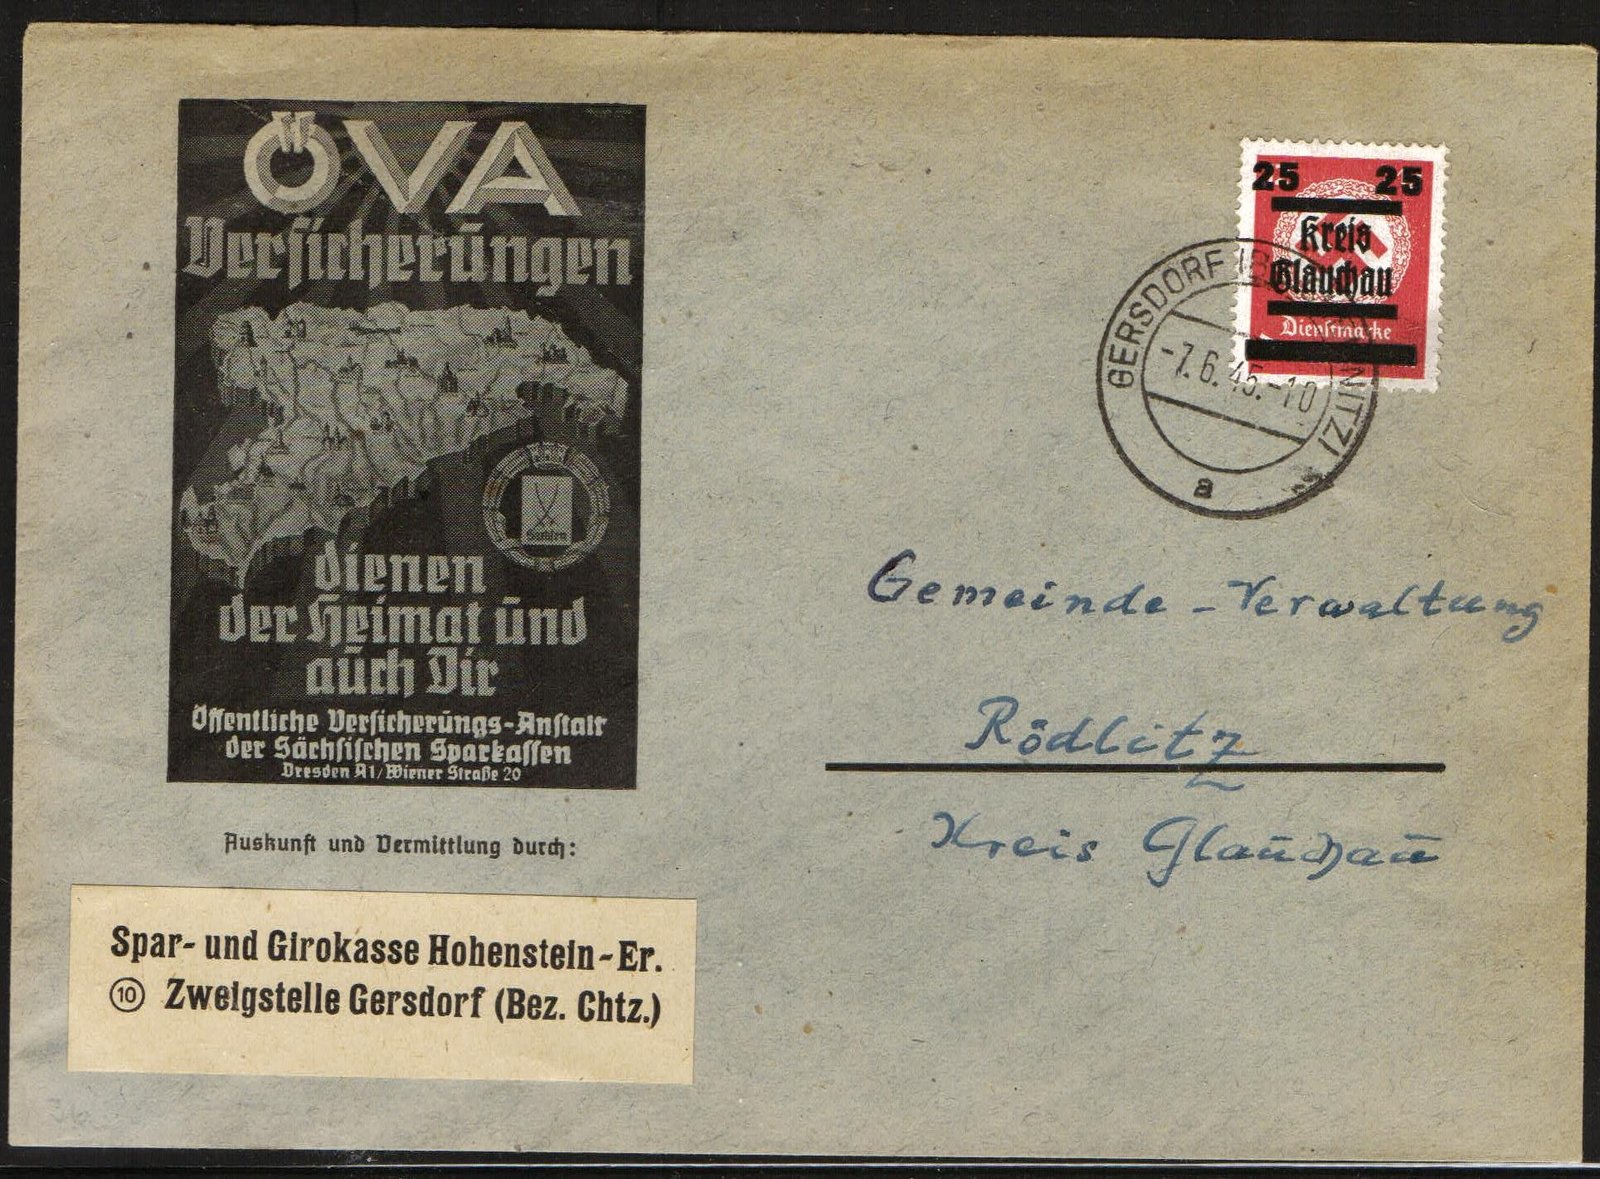 ÖVA
Versicherungen
Sachsen
dienen
der Heimat und
auch Dir
Öffentliche Versicherungs-Anstalt
der Sächsischen Sparkassen
Dresden A1/Wiener Straße 20
Auskunft und Vermittlung durch:
Spar- und Girokasse Hohenstein-Er.
10 Zweigstelle Gersdorf (Bez. Chtz.)
25 25
Kreis
Glauchau
Dienstmarke
GERSDORF (B NITZ)
-7.6.45.-10
a
Gemeinde-Verwaltung
Rödlitz
Kreis Glauchau